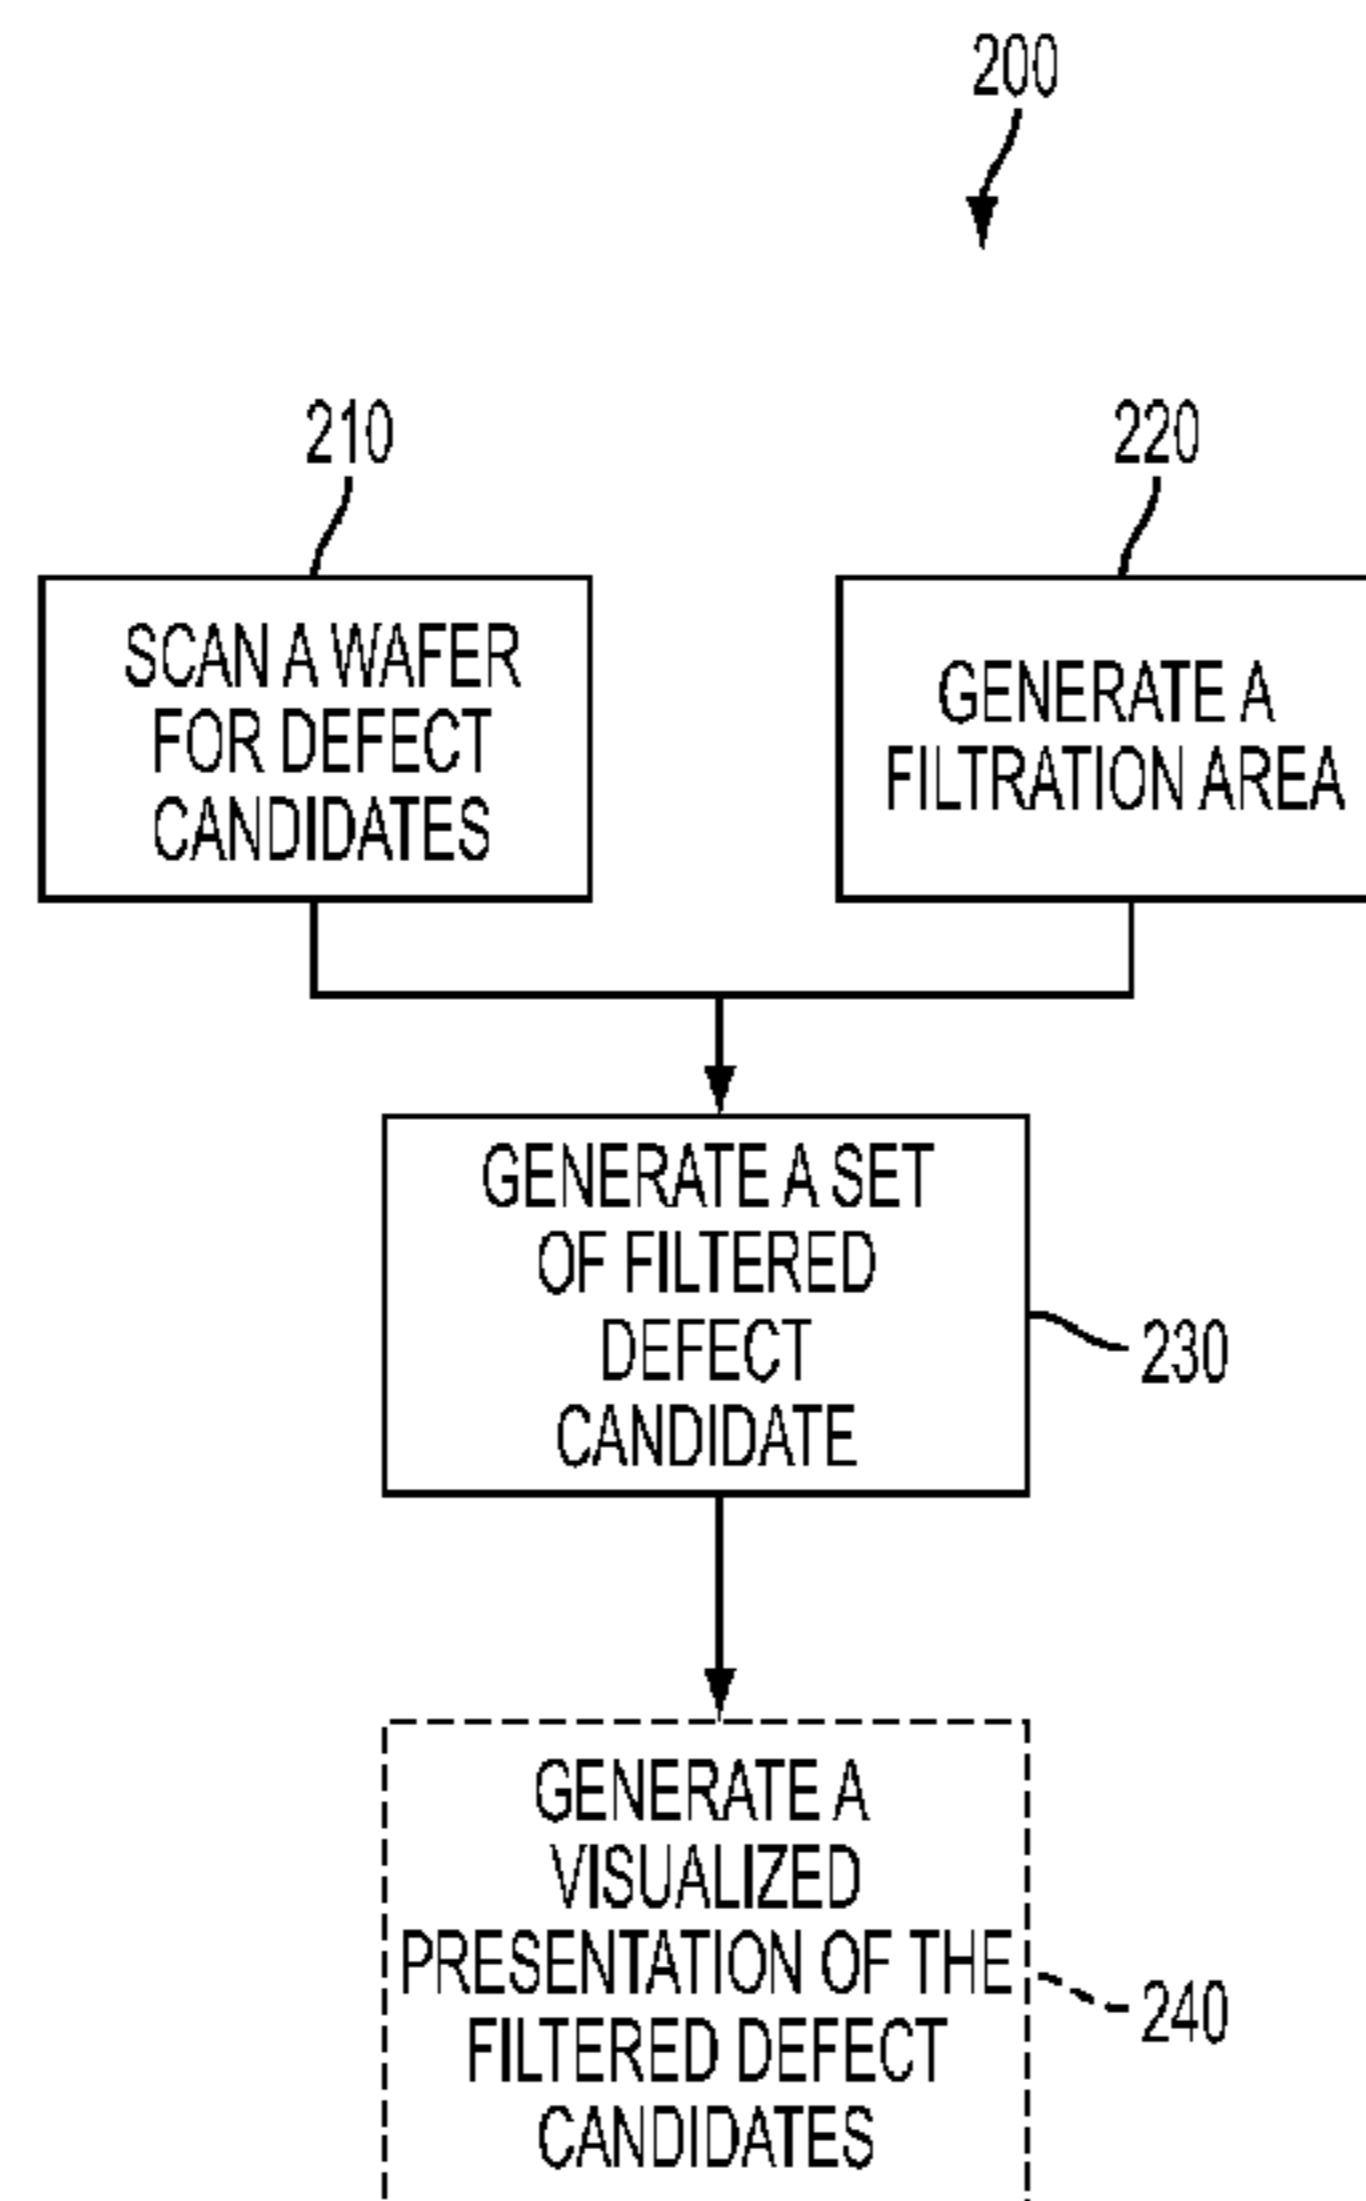 200
210
220
SCAN A WAFER
FOR DEFECT
CANDIDATES
GENERATE A
FILTRATION AREA
GENERATE A SET
OF FILTERED
DEFECT
CANDIDATE
230
GENERATE A
VISUALIZED
PRESENTATION OF THE
FILTERED DEFECT
CANDIDATES
240